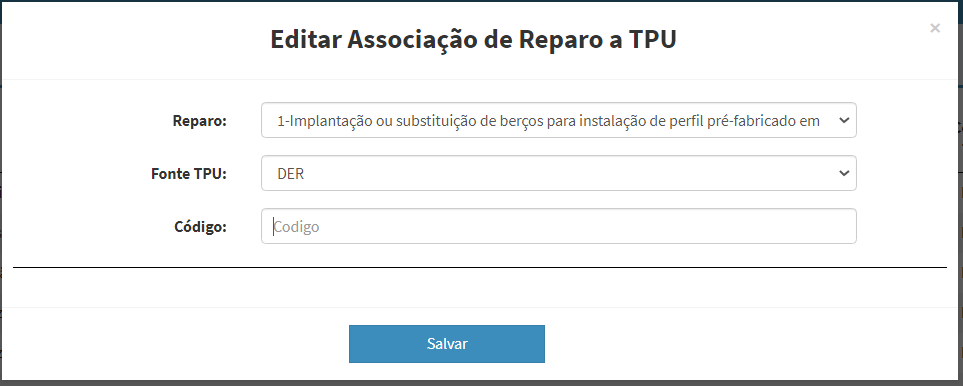 Editar Associação de Reparo a TPU
×
Reparo: 1-Implantação ou substituição de berços para instalação de perfil pré-fabricado em
Fonte TPU: DER
Código: Codigo
Salvar